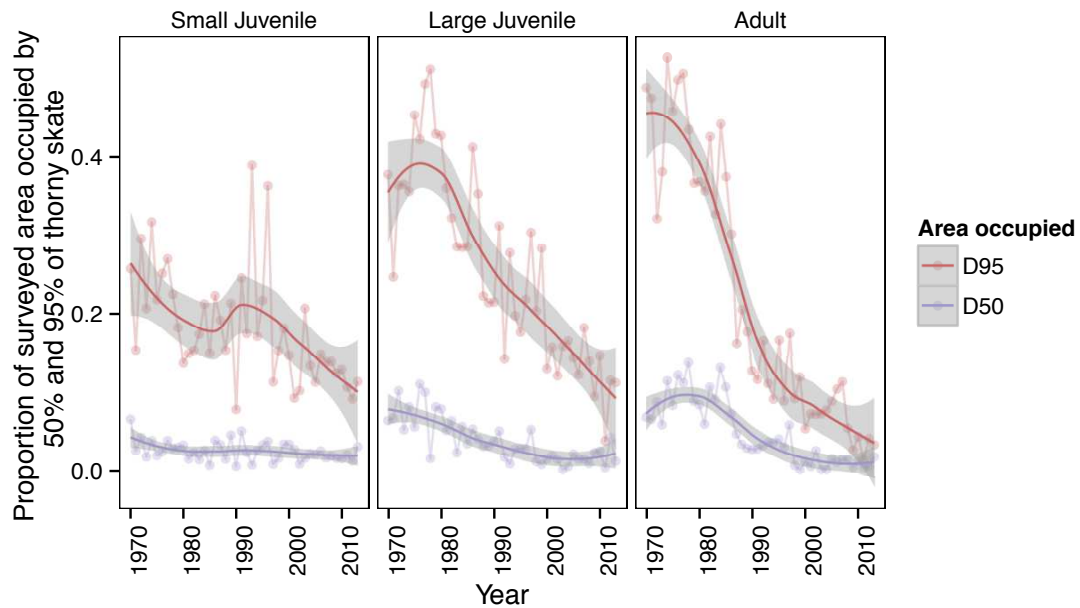 Small Juvenile
Large Juvenile
Adult
Proportion of surveyed area occupied by
50% and 95% of thorny skate
0.4
0.2
0.0
1970
1980
1990
2000
2010
1970
1980
1990
2000
2010
1970
1980
1990
2000
2010
Year
Area occupied
D95
D50